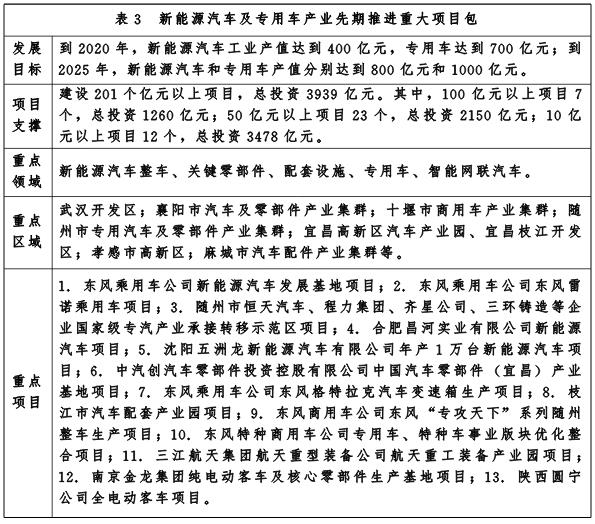 表 3 新能源汽车及专用车产业先期推进重大项目包
发展
目标
到 2020 年，新能源汽车工业产值达到 400 亿元，专用车达到 700 亿元；到
2025 年，新能源汽车和专用车产值分别达到 800 亿元和 1000 亿元。
项目
支撑
建设 201 个亿元以上项目，总投资 3939 亿元。其中，100 亿元以上项目 7
个，总投资 1260 亿元；50 亿元以上项目 23 个，总投资 2150 亿元；10 亿
元以上项目 12 个，总投资 3478 亿元。
重点
领域
新能源汽车整车、关键零部件、配套设施、专用车、智能网联汽车。
重点
区域
武汉开发区；襄阳市汽车及零部件产业集群；十堰市商用车产业集群；随
州市专用汽车及零部件产业集群；宜昌高新区汽车产业园、宜昌枝江开发
区；孝感市高新区；麻城市汽车配件产业集群等。
重点
项目
1. 东风乘用车公司新能源汽车发展基地项目；2. 东风乘用车公司东风雷
诺乘用车项目；3. 随州市恒天汽车、程力集团、齐星公司、三环铸造等企
业国家级专汽产业承接转移示范区项目；4. 合肥昌河实业有限公司新能源
汽车项目；5. 沈阳五洲龙新能源汽车有限公司年产 1 万台新能源汽车项
目；6. 中汽创汽车零部件投资控股有限公司中国汽车零部件（宜昌）产业
基地项目；7. 东风乘用车公司东风格特拉克汽车变速箱生产项目；8. 枝
江市汽车配套产业园项目；9. 东风商用车公司东风“专攻天下”系列随州
整车生产项目；10. 东风特种商用车公司专用车、特种车事业版块优化整
合项目；11. 三江航天集团航天重型装备公司航天重工装备产业园项目；
12. 南京金龙集团纯电动客车及核心零部件生产基地项目；13. 陕西圆宁
公司全电动客车项目。